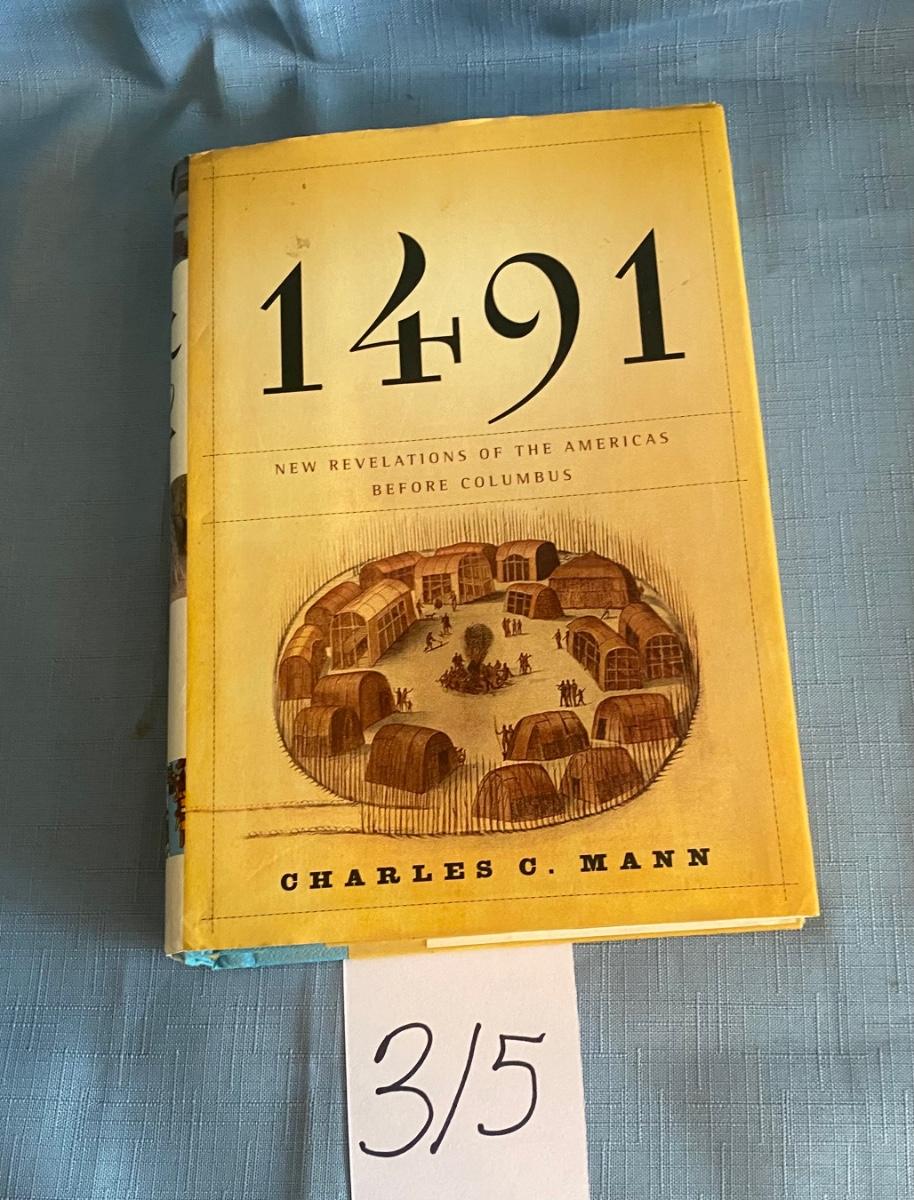 1491
NEW REVELATIONS OF THE AMERICAS
BEFORE COLUMBUS
CHARLES C. MANN
3/5